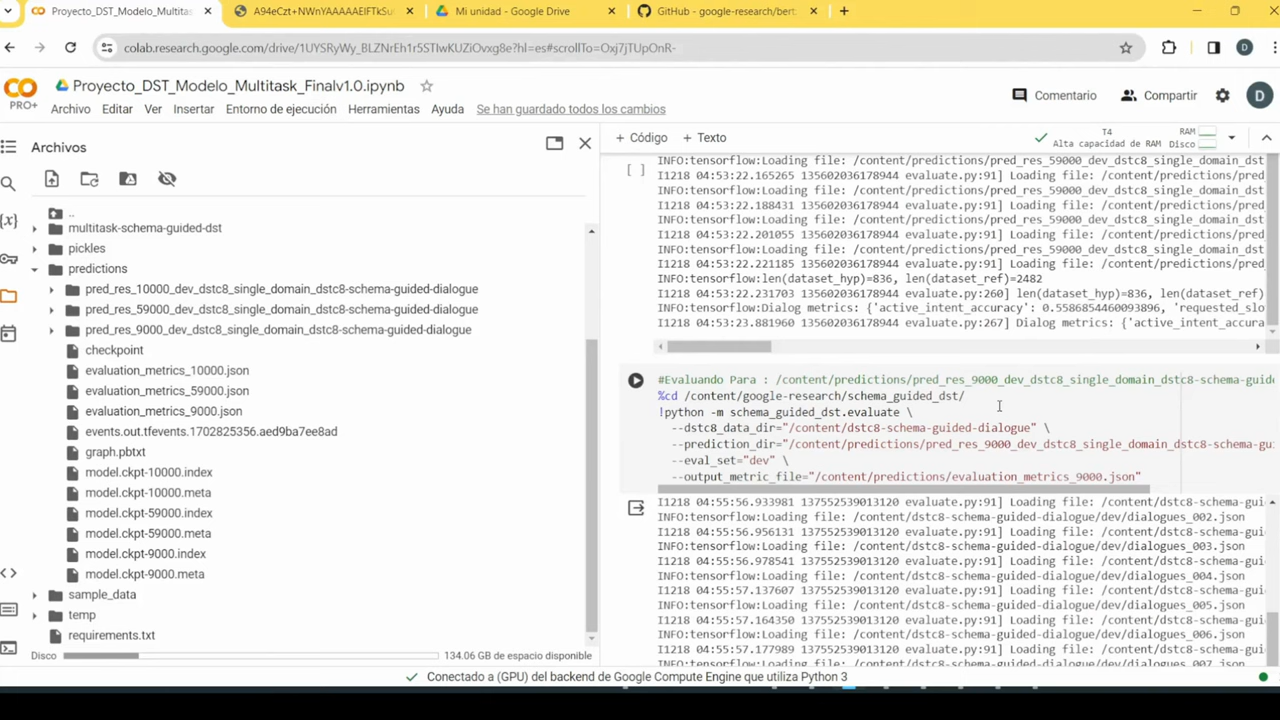 Proyecto_DST_Modelo_Multitas
A94eCzt+NWnYAAAAAElFTkSu
Mi unidad - Google Drive
GitHub - google-research/bert:
colab.research.google.com/drive/1UYSRyWy_BLZNrEh1r5STIwKUZiOvxg8e?hl=es#scrollTo=Oxj7jTUpOnR-
D
CO
PRO+
Proyecto_DST_Modelo_Multitask_Finalv1.0.ipynb
Archivo Editar Ver Insertar Entorno de ejecución Herramientas Ayuda Se han guardado todos los cambios
Comentario Compartir D
Archivos
+ Código + Texto
T4
Alta capacidad de RAM
RAM
Disco
..
multitask-schema-guided-dst
pickles
predictions
pred_res_10000_dev_dstc8_single_domain_dstc8-schema-guided-dialogue
pred_res_59000_dev_dstc8_single_domain_dstc8-schema-guided-dialogue
pred_res_9000_dev_dstc8_single_domain_dstc8-schema-guided-dialogue
checkpoint
evaluation_metrics_10000.json
evaluation_metrics_59000.json
evaluation_metrics_9000.json
events.out.tfevents.1702825356.aed9ba7ee8ad
graph.pbtxt
model.ckpt-10000.index
model.ckpt-10000.meta
model.ckpt-59000.index
model.ckpt-59000.meta
model.ckpt-9000.index
model.ckpt-9000.meta
sample_data
temp
requirements.txt
Disco 134.06 GB de espacio disponible
INFO:tensorflow:Loading file: /content/predictions/pred_res_59000_dev_dstc8_single_domain_dst
I1218 04:53:22.165265 135602036178944 evaluate.py:91] Loading file: /content/predictions/pred
INFO:tensorflow:Loading file: /content/predictions/pred_res_59000_dev_dstc8_single_domain_dst
I1218 04:53:22.188431 135602036178944 evaluate.py:91] Loading file: /content/predictions/pred
INFO:tensorflow:Loading file: /content/predictions/pred_res_59000_dev_dstc8_single_domain_dst
I1218 04:53:22.201055 135602036178944 evaluate.py:91] Loading file: /content/predictions/pred
INFO:tensorflow:Loading file: /content/predictions/pred_res_59000_dev_dstc8_single_domain_dst
I1218 04:53:22.221185 135602036178944 evaluate.py:91] Loading file: /content/predictions/pred
INFO:tensorflow:len(dataset_hyp)=836, len(dataset_ref)=2482
I1218 04:53:22.231703 135602036178944 evaluate.py:260] len(dataset_hyp)=836, len(dataset_ref)
INFO:tensorflow:Dialog metrics: {'active_intent_accuracy': 0.5586854460093896, 'requested_slo
I1218 04:53:23.881960 135602036178944 evaluate.py:267] Dialog metrics: {'active_intent_accura
#Evaluando Para : /content/predictions/pred_res_9000_dev_dstc8_single_domain_dstc8-schema-guide
%cd /content/google-research/schema_guided_dst/
!python -m schema_guided_dst.evaluate \
--dstc8_data_dir="/content/dstc8-schema-guided-dialogue" \
--prediction_dir="/content/predictions/pred_res_9000_dev_dstc8_single_domain_dstc8-schema-gu
--eval_set="dev" \
--output_metric_file="/content/predictions/evaluation_metrics_9000.json"
I1218 04:55:56.933981 137552539013120 evaluate.py:91] Loading file: /content/dstc8-schema-gui
INFO:tensorflow:Loading file: /content/dstc8-schema-guided-dialogue/dev/dialogues_002.json
I1218 04:55:56.956131 137552539013120 evaluate.py:91] Loading file: /content/dstc8-schema-gui
INFO:tensorflow:Loading file: /content/dstc8-schema-guided-dialogue/dev/dialogues_003.json
I1218 04:55:56.978541 137552539013120 evaluate.py:91] Loading file: /content/dstc8-schema-gui
INFO:tensorflow:Loading file: /content/dstc8-schema-guided-dialogue/dev/dialogues_004.json
I1218 04:55:57.137607 137552539013120 evaluate.py:91] Loading file: /content/dstc8-schema-gui
INFO:tensorflow:Loading file: /content/dstc8-schema-guided-dialogue/dev/dialogues_005.json
I1218 04:55:57.164350 137552539013120 evaluate.py:91] Loading file: /content/dstc8-schema-gui
INFO:tensorflow:Loading file: /content/dstc8-schema-guided-dialogue/dev/dialogues_006.json
I1218 04:55:57.177989 137552539013120 evaluate.py:91] Loading file: /content/dstc8-schema-gui
INFO:tensorflow:Loading file: /content/dstc8-schema-guided-dialogue/dev/dialogues_007.json
Conectado a (GPU) del backend de Google Compute Engine que utiliza Python 3